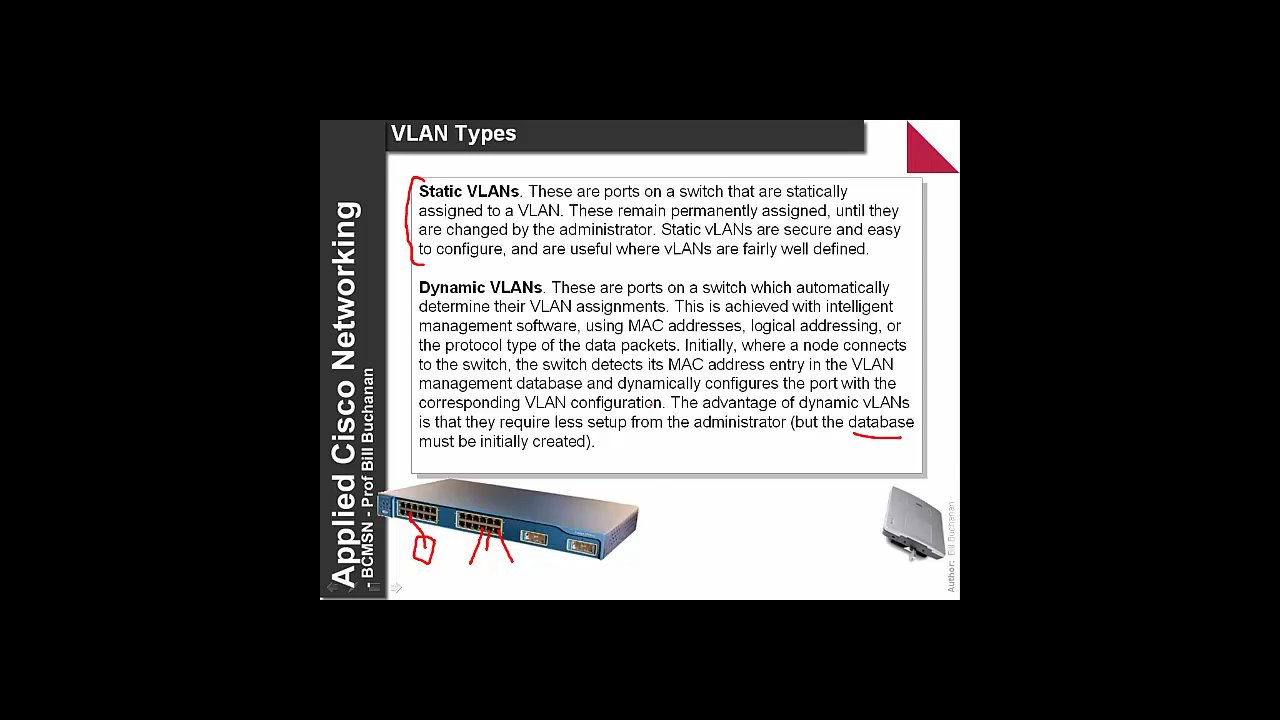 VLAN Types
Static VLANs. These are ports on a switch that are statically
assigned to a VLAN. These remain permanently assigned, until they
are changed by the administrator. Static vLANs are secure and easy
to configure, and are useful where vLANs are fairly well defined.
Dynamic VLANs. These are ports on a switch which automatically
determine their VLAN assignments. This is achieved with intelligent
management software, using MAC addresses, logical addressing, or
the protocol type of the data packets. Initially, where a node connects
to the switch, the switch detects its MAC address entry in the VLAN
management database and dynamically configures the port with the
corresponding VLAN configuration. The advantage of dynamic vLANs
is that they require less setup from the administrator (but the database
must be initially created).
Applied Cisco Networking
- BCMSN - Prof Bill Buchanan
Author: Bill Buchanan